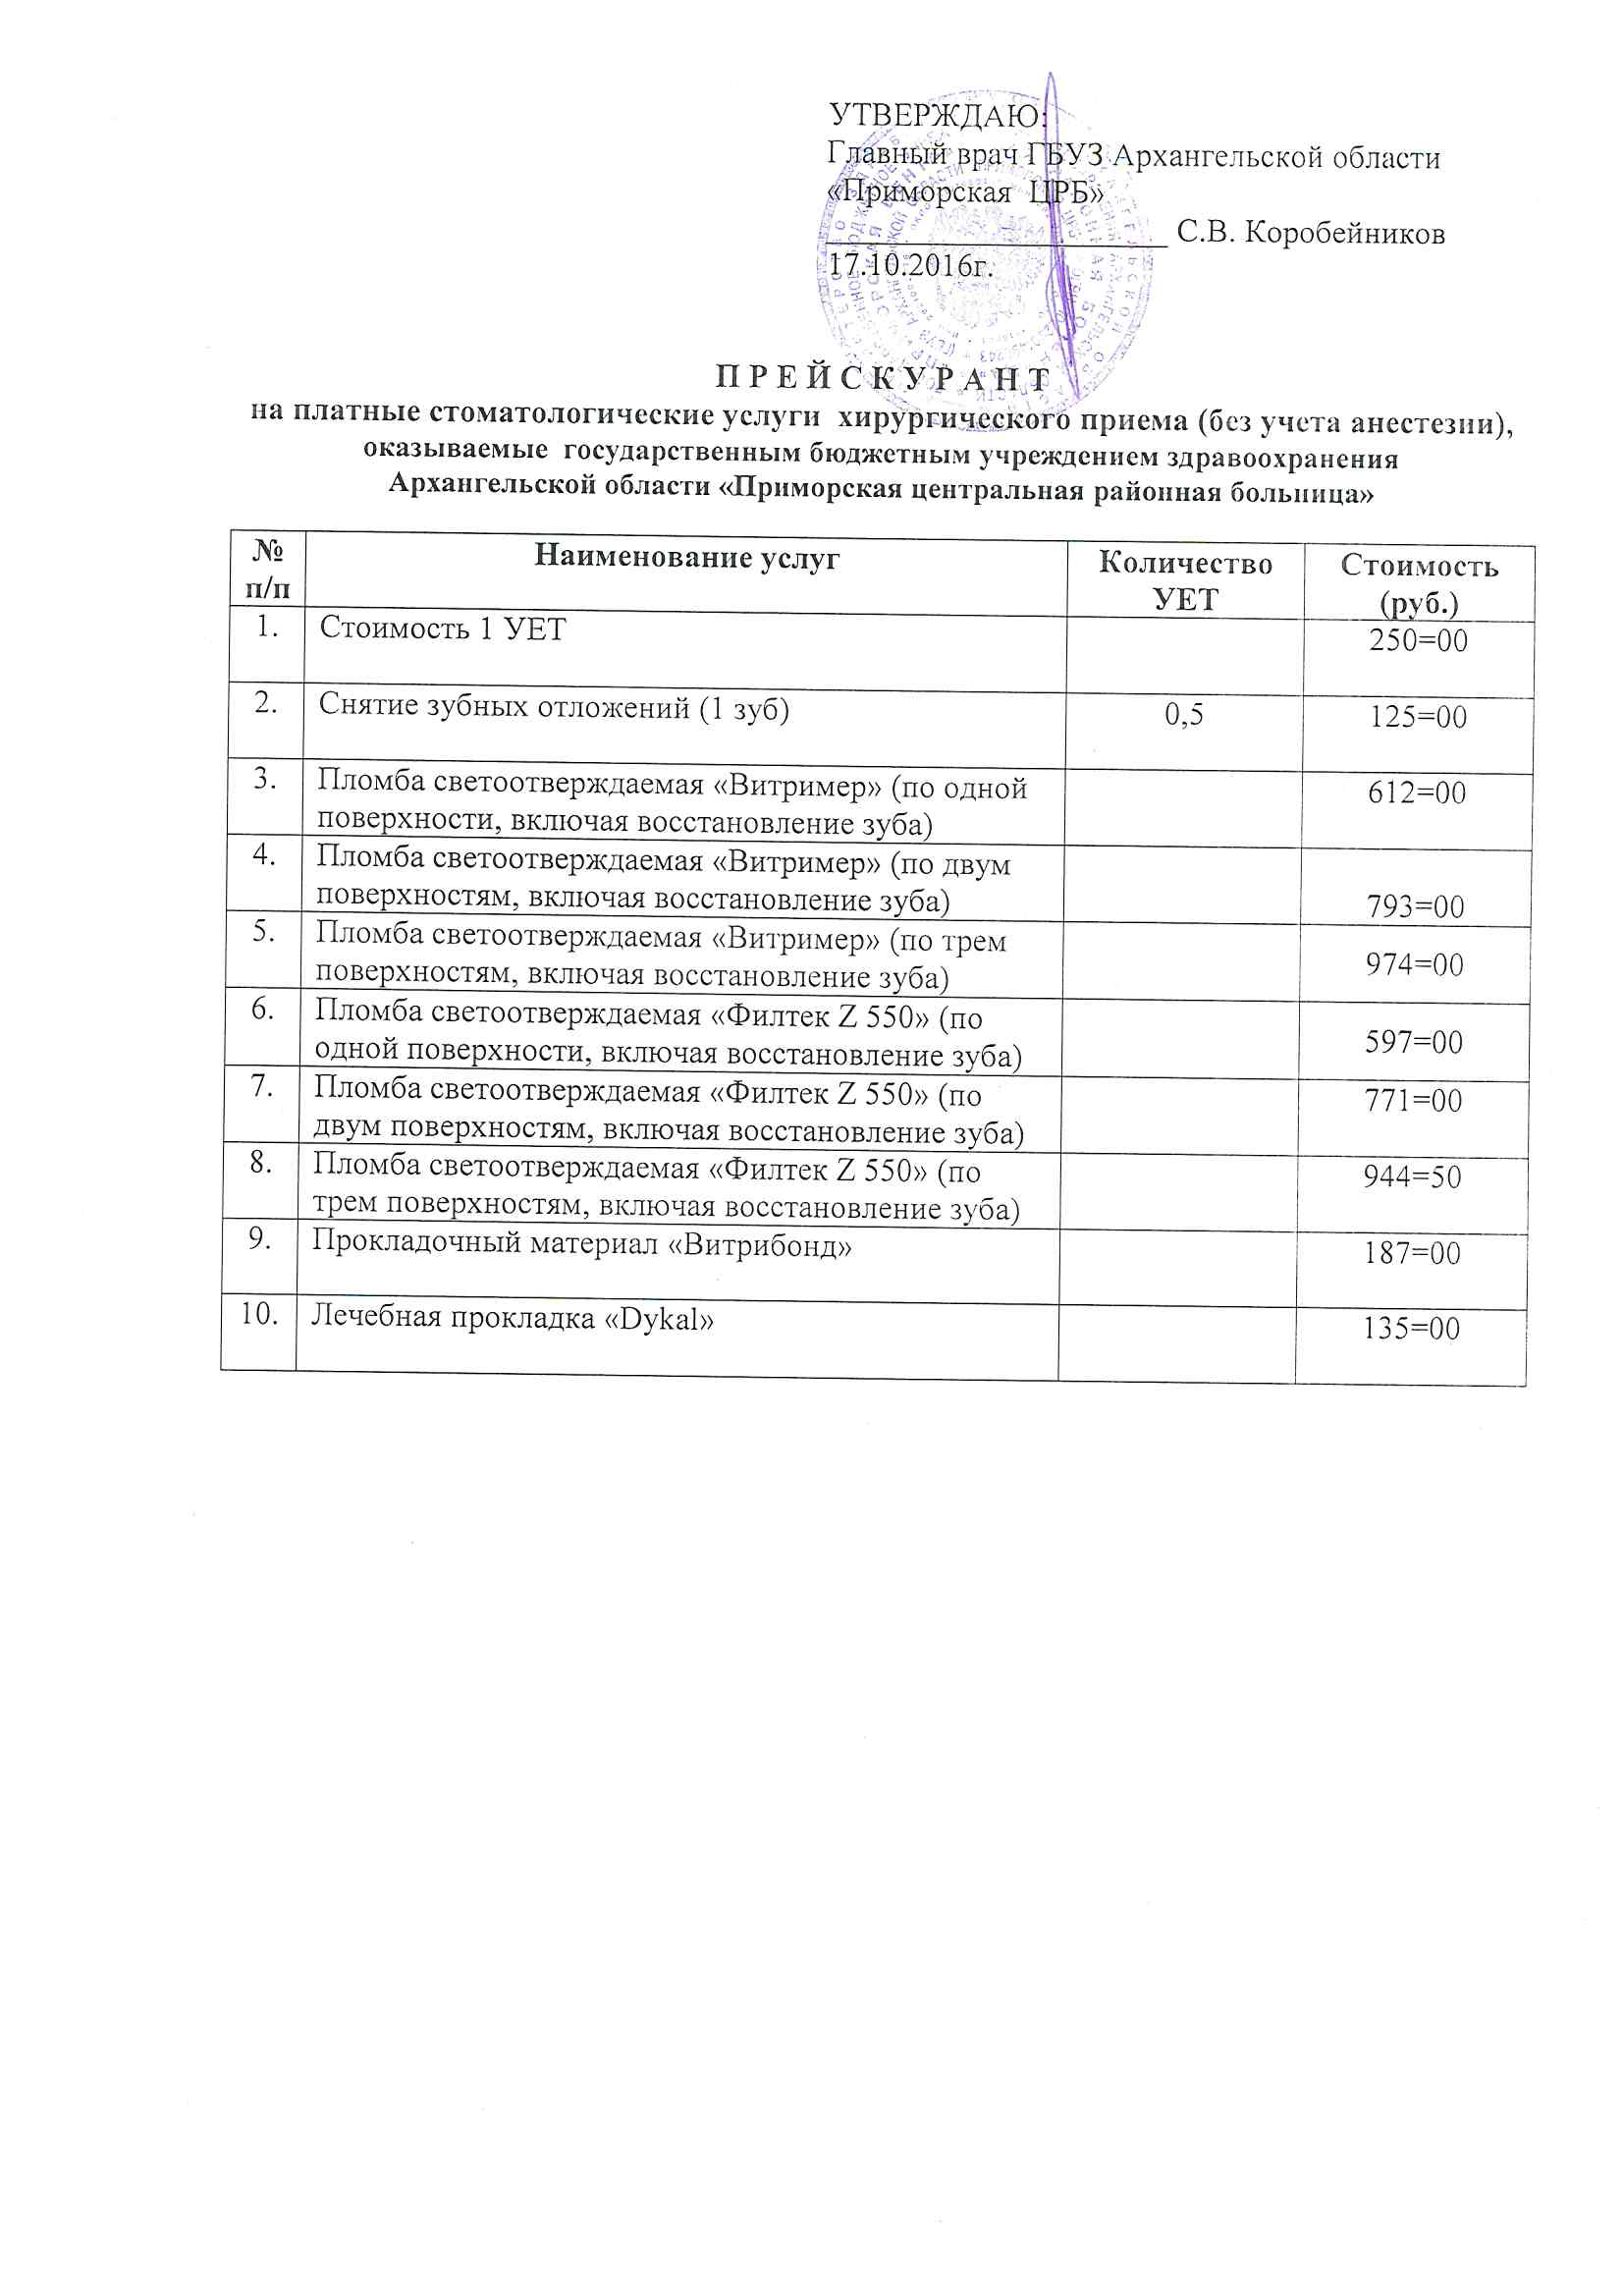 УТВЕРЖДАЮ:
Главный врач ГБУЗ Архангельской области
«Приморская ЦРБ»
С.В. Коробейников
17.10.2016г.
ПРЕЙСКУРАНТ
на платные стоматологические услуги хирургического приема (без учета анестезии),
оказываемые государственным бюджетным учреждением здравоохранения
Архангельской области «Приморская центральная районная больница»
№ п/п
Наименование услуг
Количество УЕТ
Стоимость (руб.)
1. Стоимость 1 УЕТ 250=00
2. Снятие зубных отложений (1 зуб) 0,5 125=00
3. Пломба светоотверждаемая «Витример» (по одной
поверхности, включая восстановление зуба) 612=00
4. Пломба светоотверждаемая «Витример» (по двум
поверхностям, включая восстановление зуба) 793=00
5. Пломба светоотверждаемая «Витример» (по трем
поверхностям, включая восстановление зуба) 974=00
6. Пломба светоотверждаемая «Филтек Z 550» (по
одной поверхности, включая восстановление зуба) 597=00
7. Пломба светоотверждаемая «Филтек Z 550» (по
двум поверхностям, включая восстановление зуба) 771=00
8. Пломба светоотверждаемая «Филтек Z 550» (по
трем поверхностям, включая восстановление зуба) 944=50
9. Прокладочный материал «Витрибонд» 187=00
10. Лечебная прокладка «Dykal» 135=00